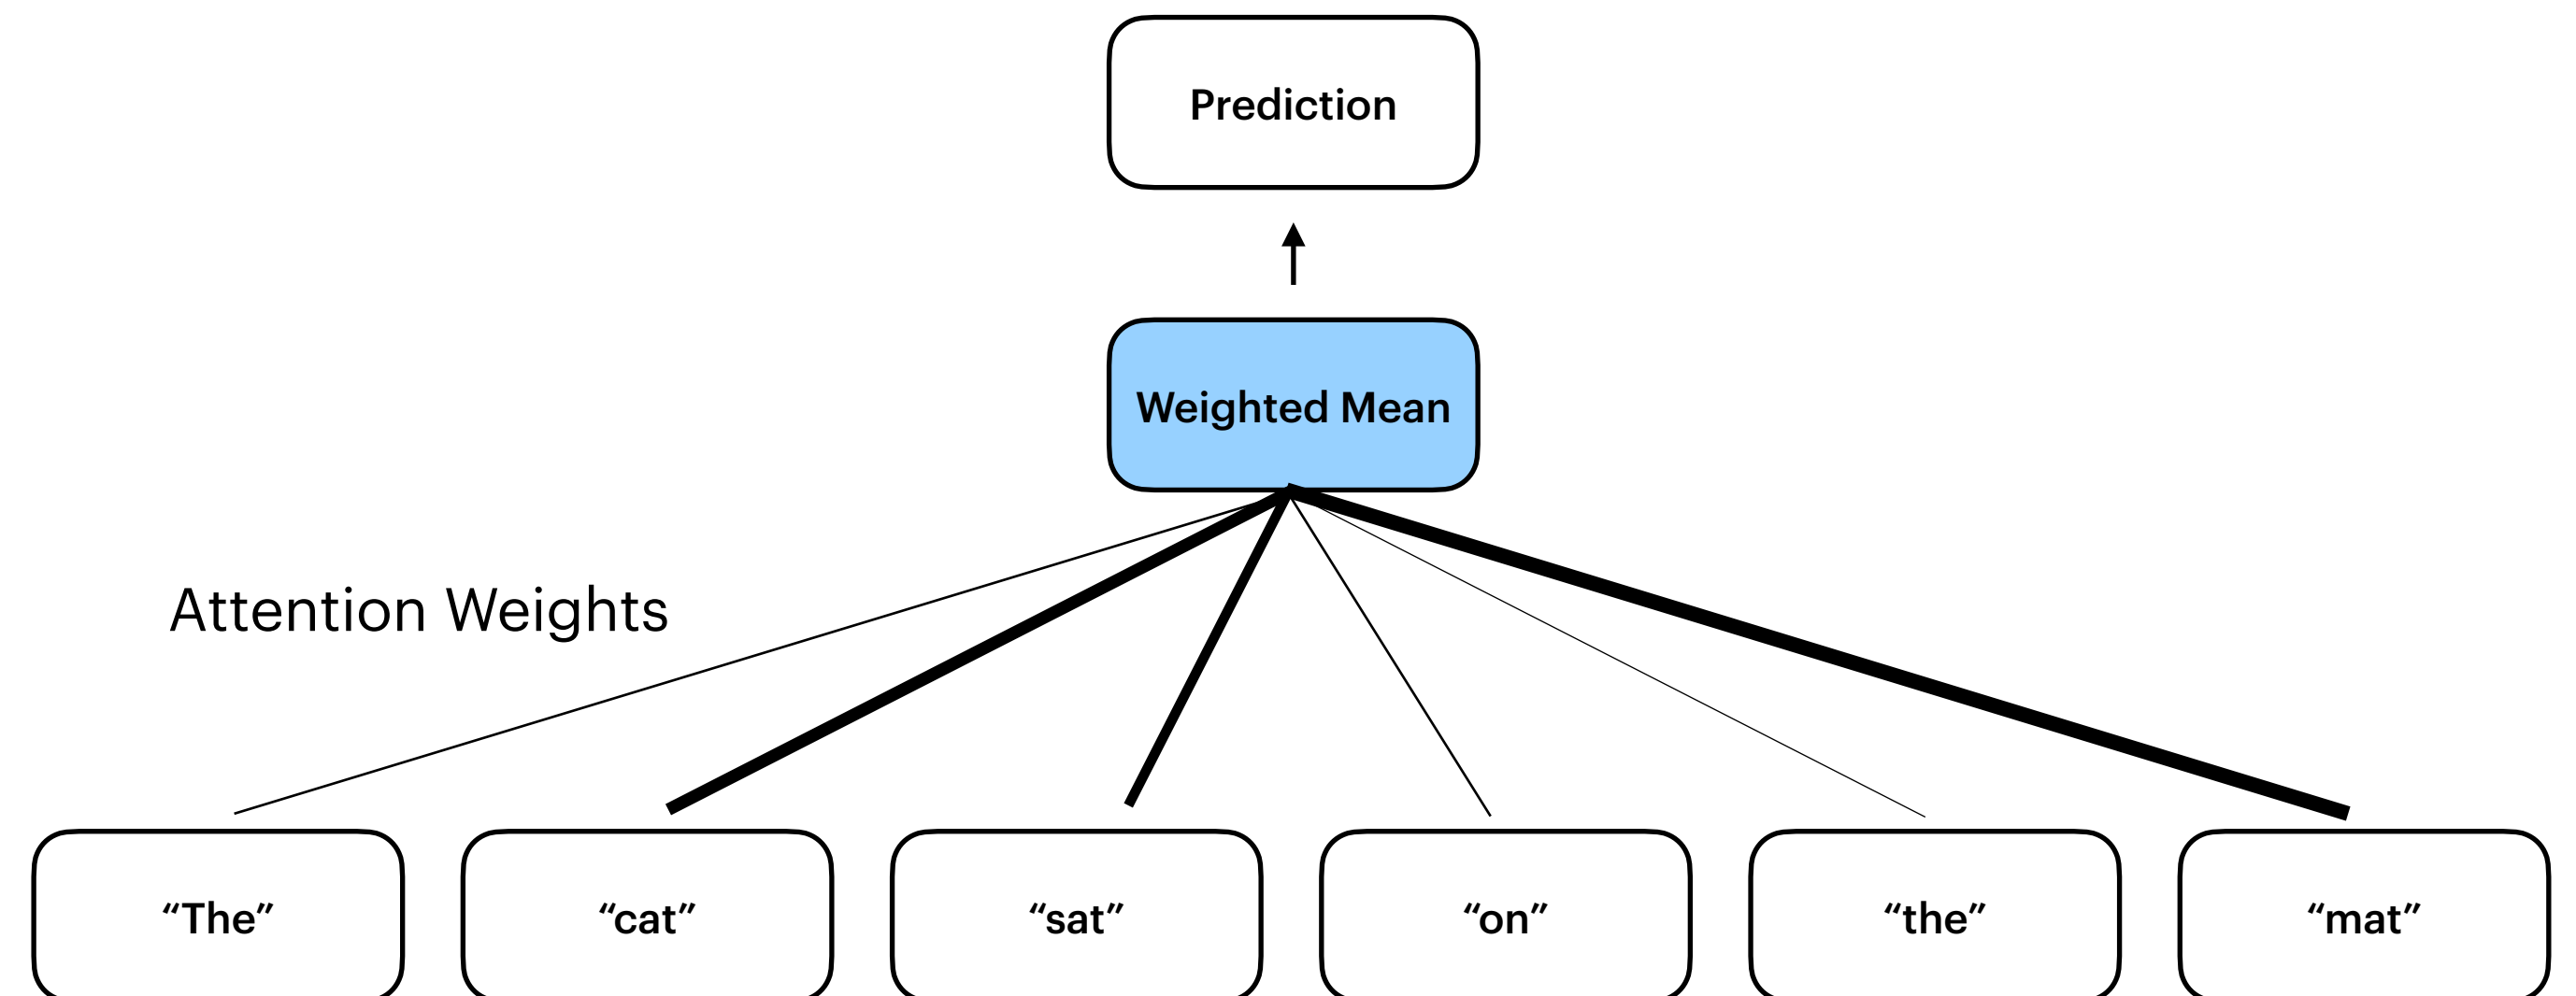 Prediction
Weighted Mean
Attention Weights
“The” “cat” “sat” “on” “the” “mat”